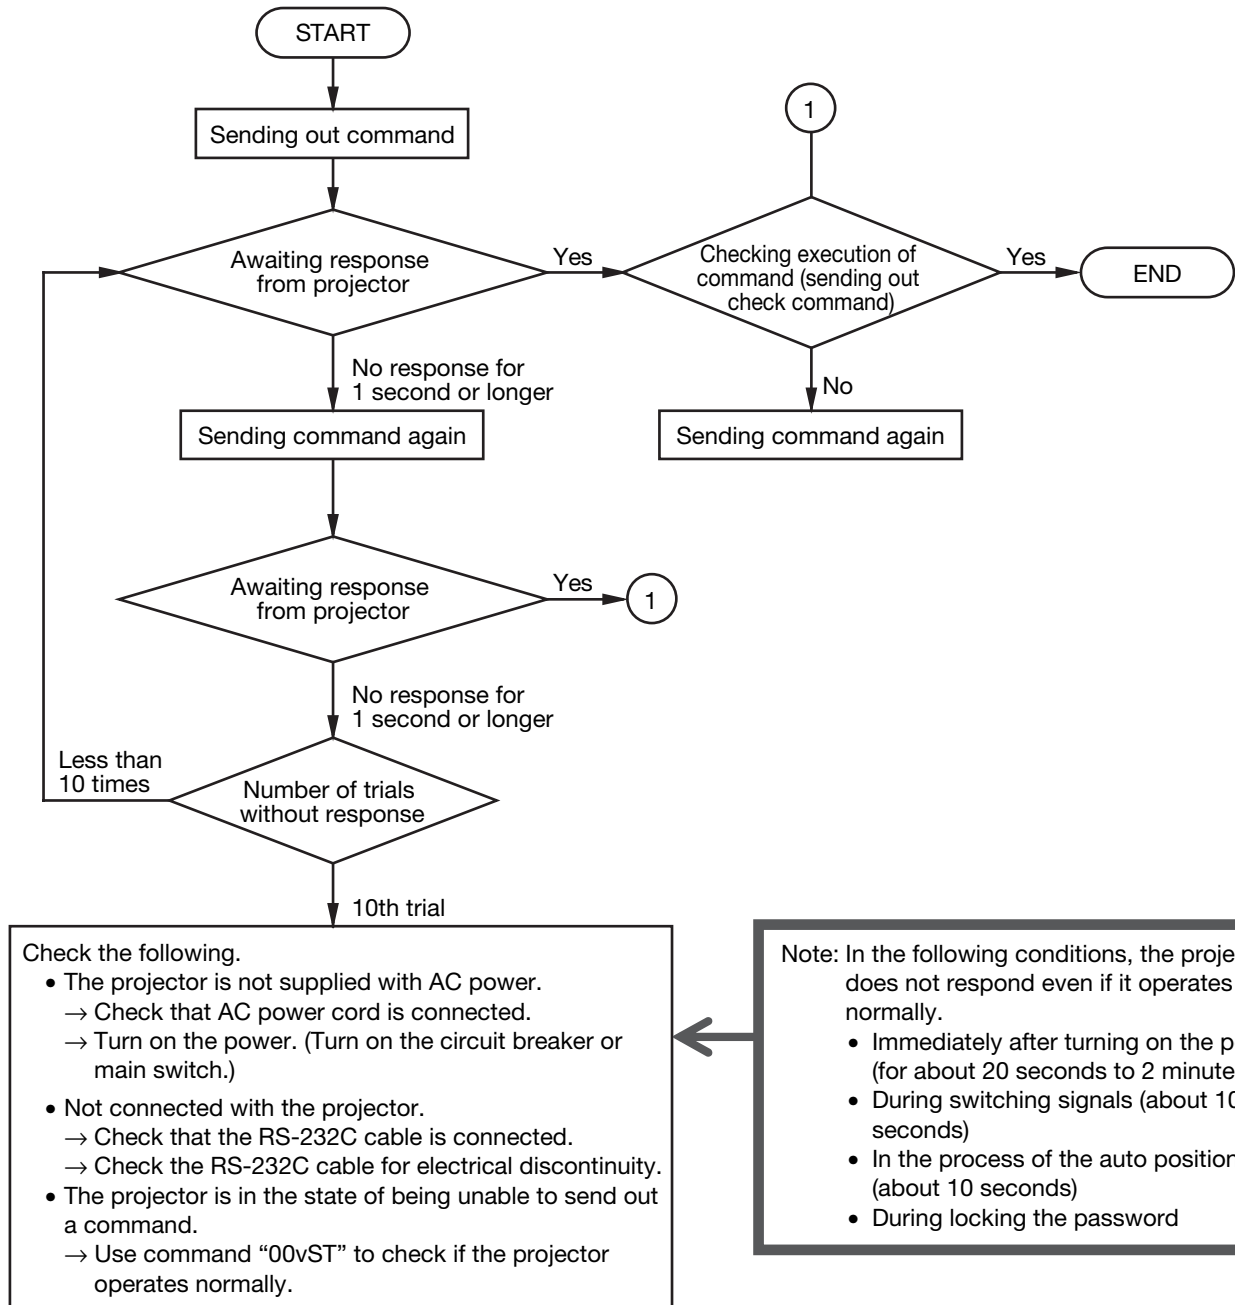 START
Sending out command
Awaiting response
from projector
Yes
No response for
1 second or longer
Sending command again
Awaiting response
from projector
Yes
1
No response for
1 second or longer
Number of trials
without response
Less than
10 times
10th trial
1
Checking execution of
command (sending out
check command)
Yes
END
No
Sending command again
Check the following.
• The projector is not supplied with AC power.
→ Check that AC power cord is connected.
→ Turn on the power. (Turn on the circuit breaker or
main switch.)
• Not connected with the projector.
→ Check that the RS-232C cable is connected.
→ Check the RS-232C cable for electrical discontinuity.
• The projector is in the state of being unable to send out
a command.
→ Use command “00vST” to check if the projector
operates normally.
Note: In the following conditions, the
does not respond even if it operates
normally.
• Immediately after turning on the
(for about 20 seconds to 2
• During switching signals (about
seconds)
• In the process of the auto position
(about 10 seconds)
• During locking the password